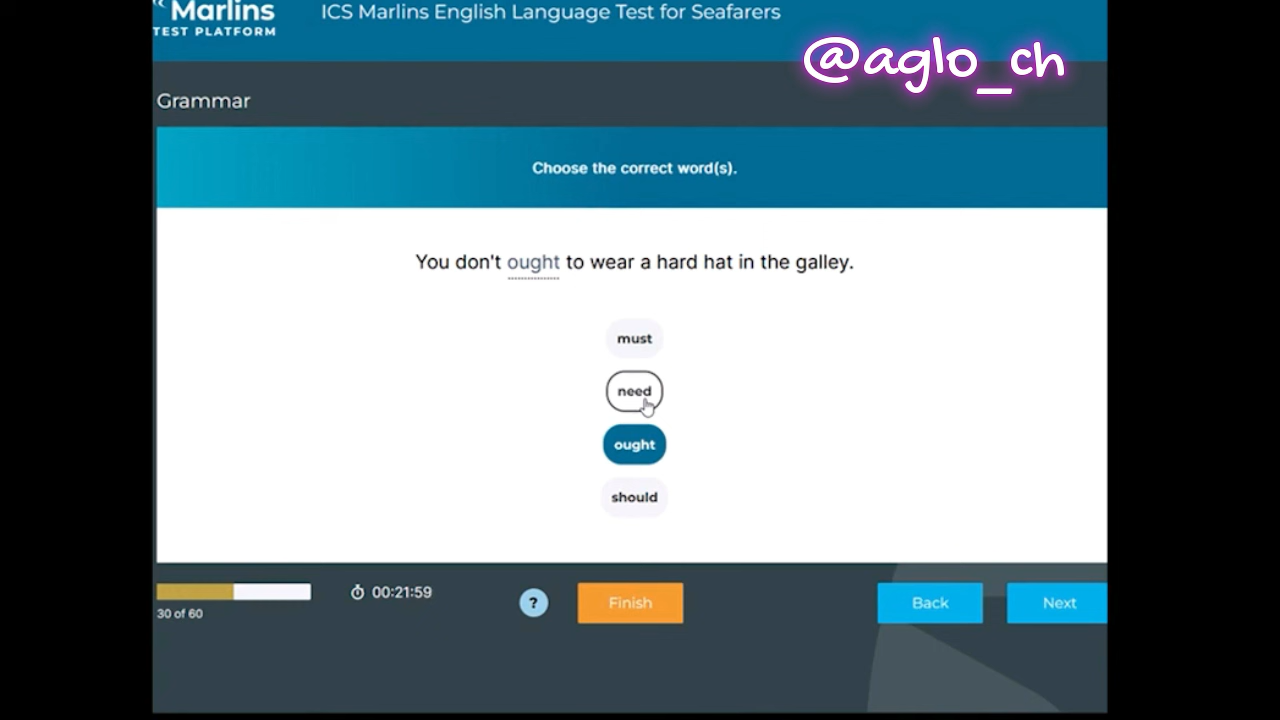 Marlins
TEST PLATFORM
ICS Marlins English Language Test for Seafarers
@aglo_ch
Grammar
Choose the correct word(s).
You don't ought to wear a hard hat in the galley.
must
need
ought
should
30 of 60
00:21:59
?
Finish
Back
Next